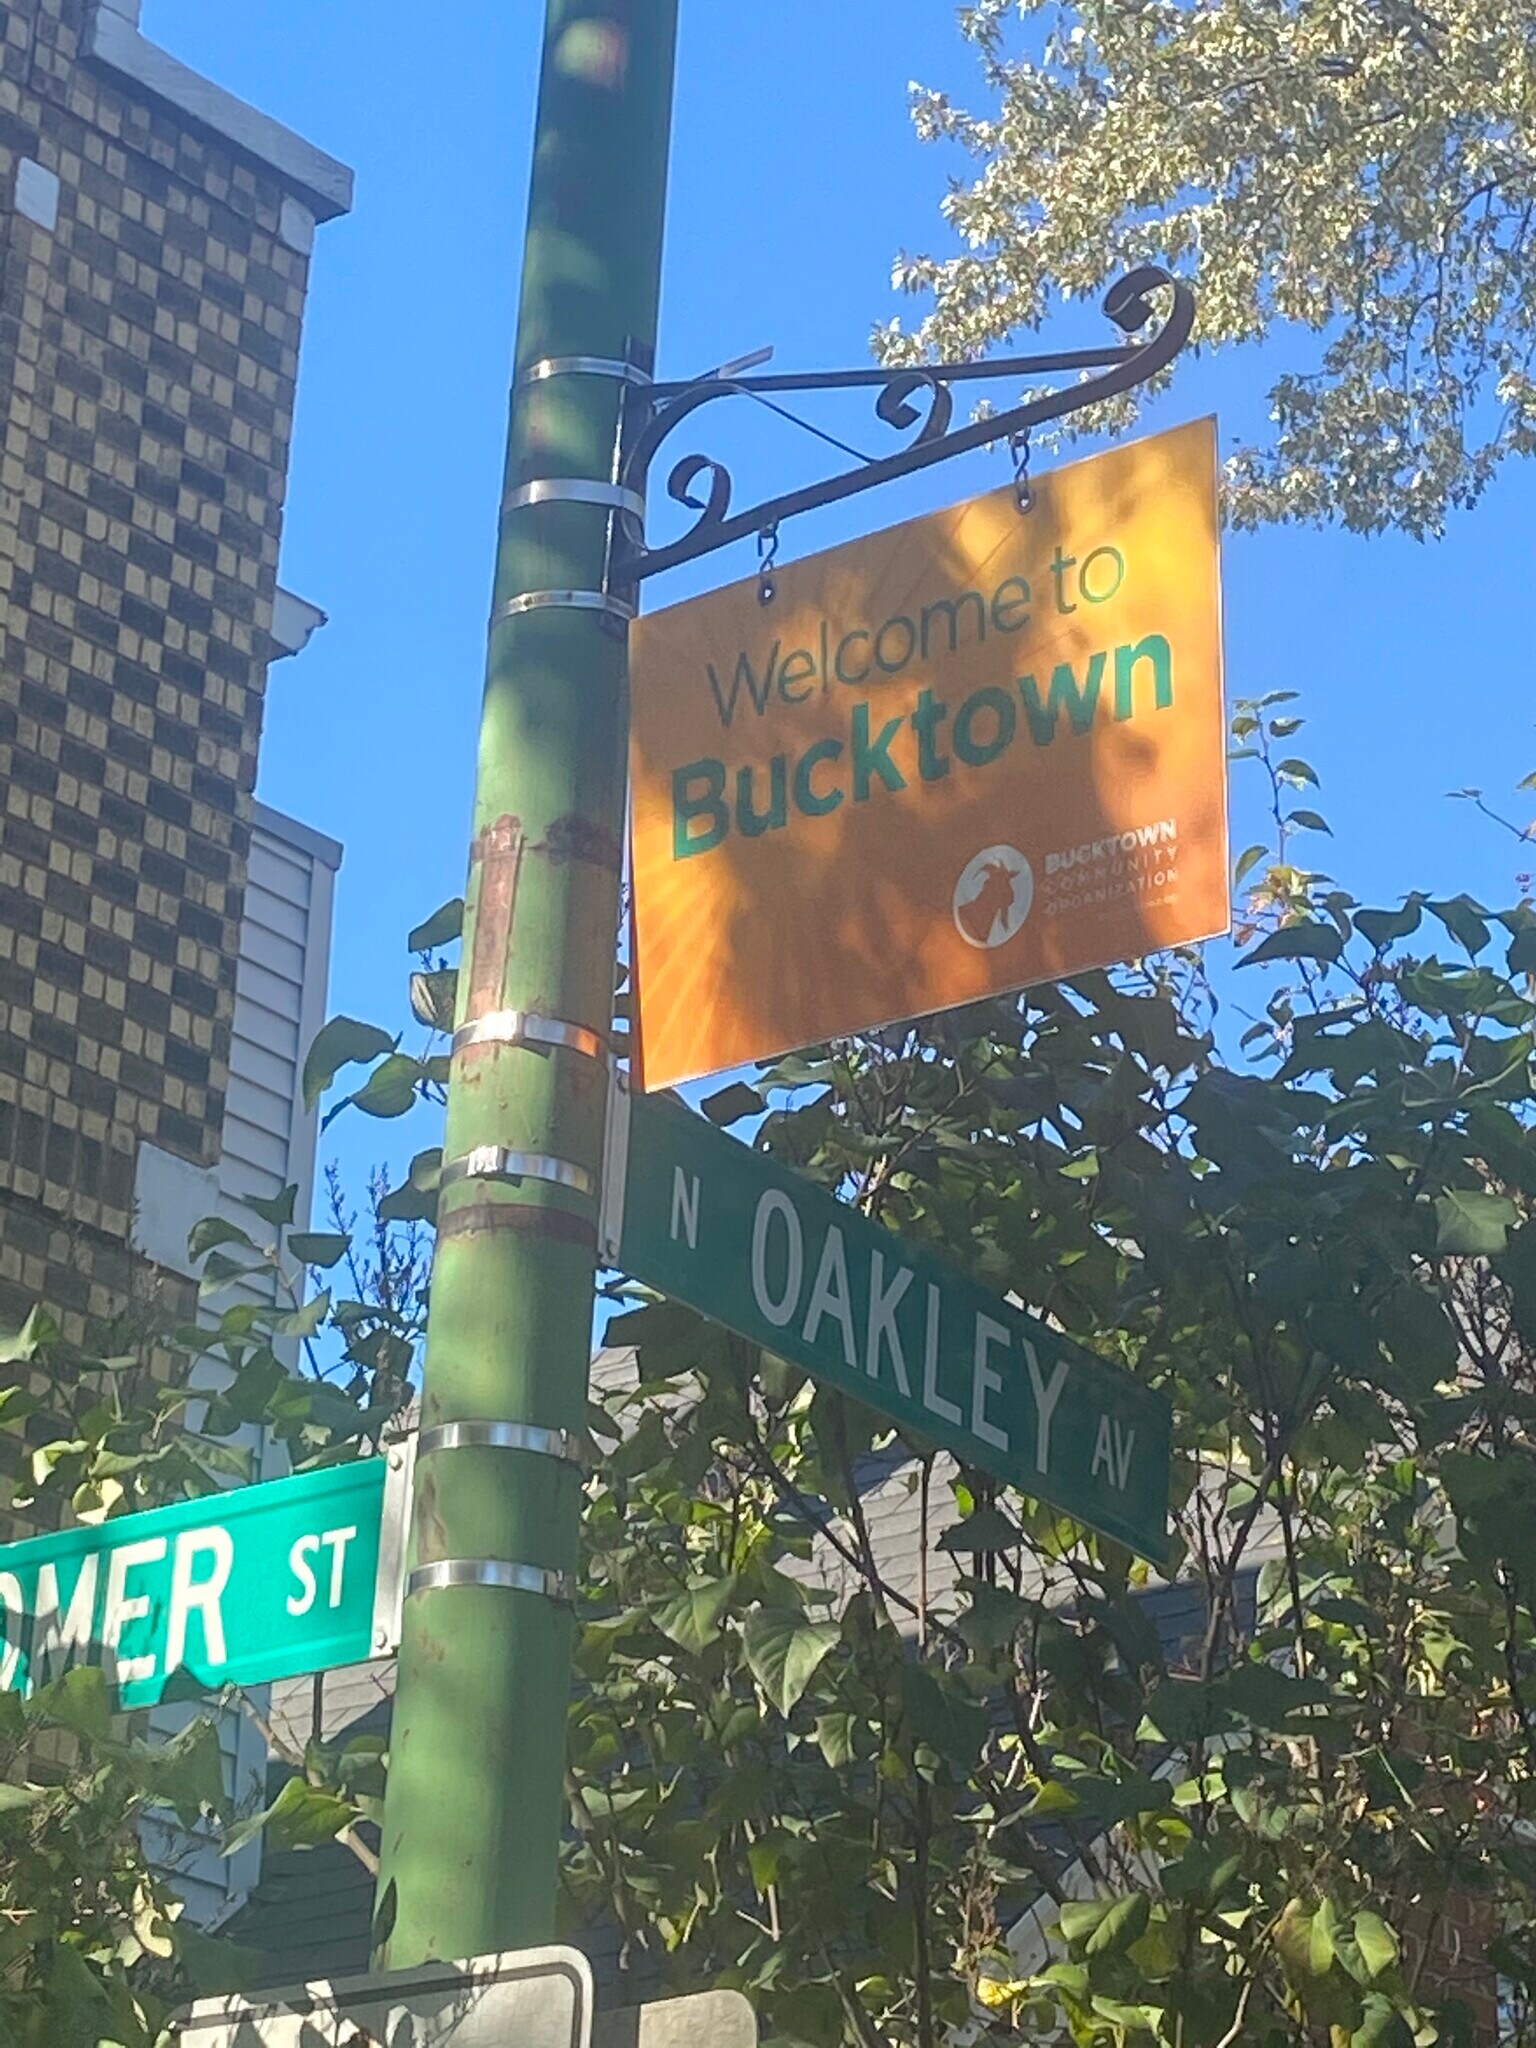 Welcome to
Bucktown
BUCKTOWN
COMMUNITY
ORGANIZATION
N OAKLEY AV
OMER ST